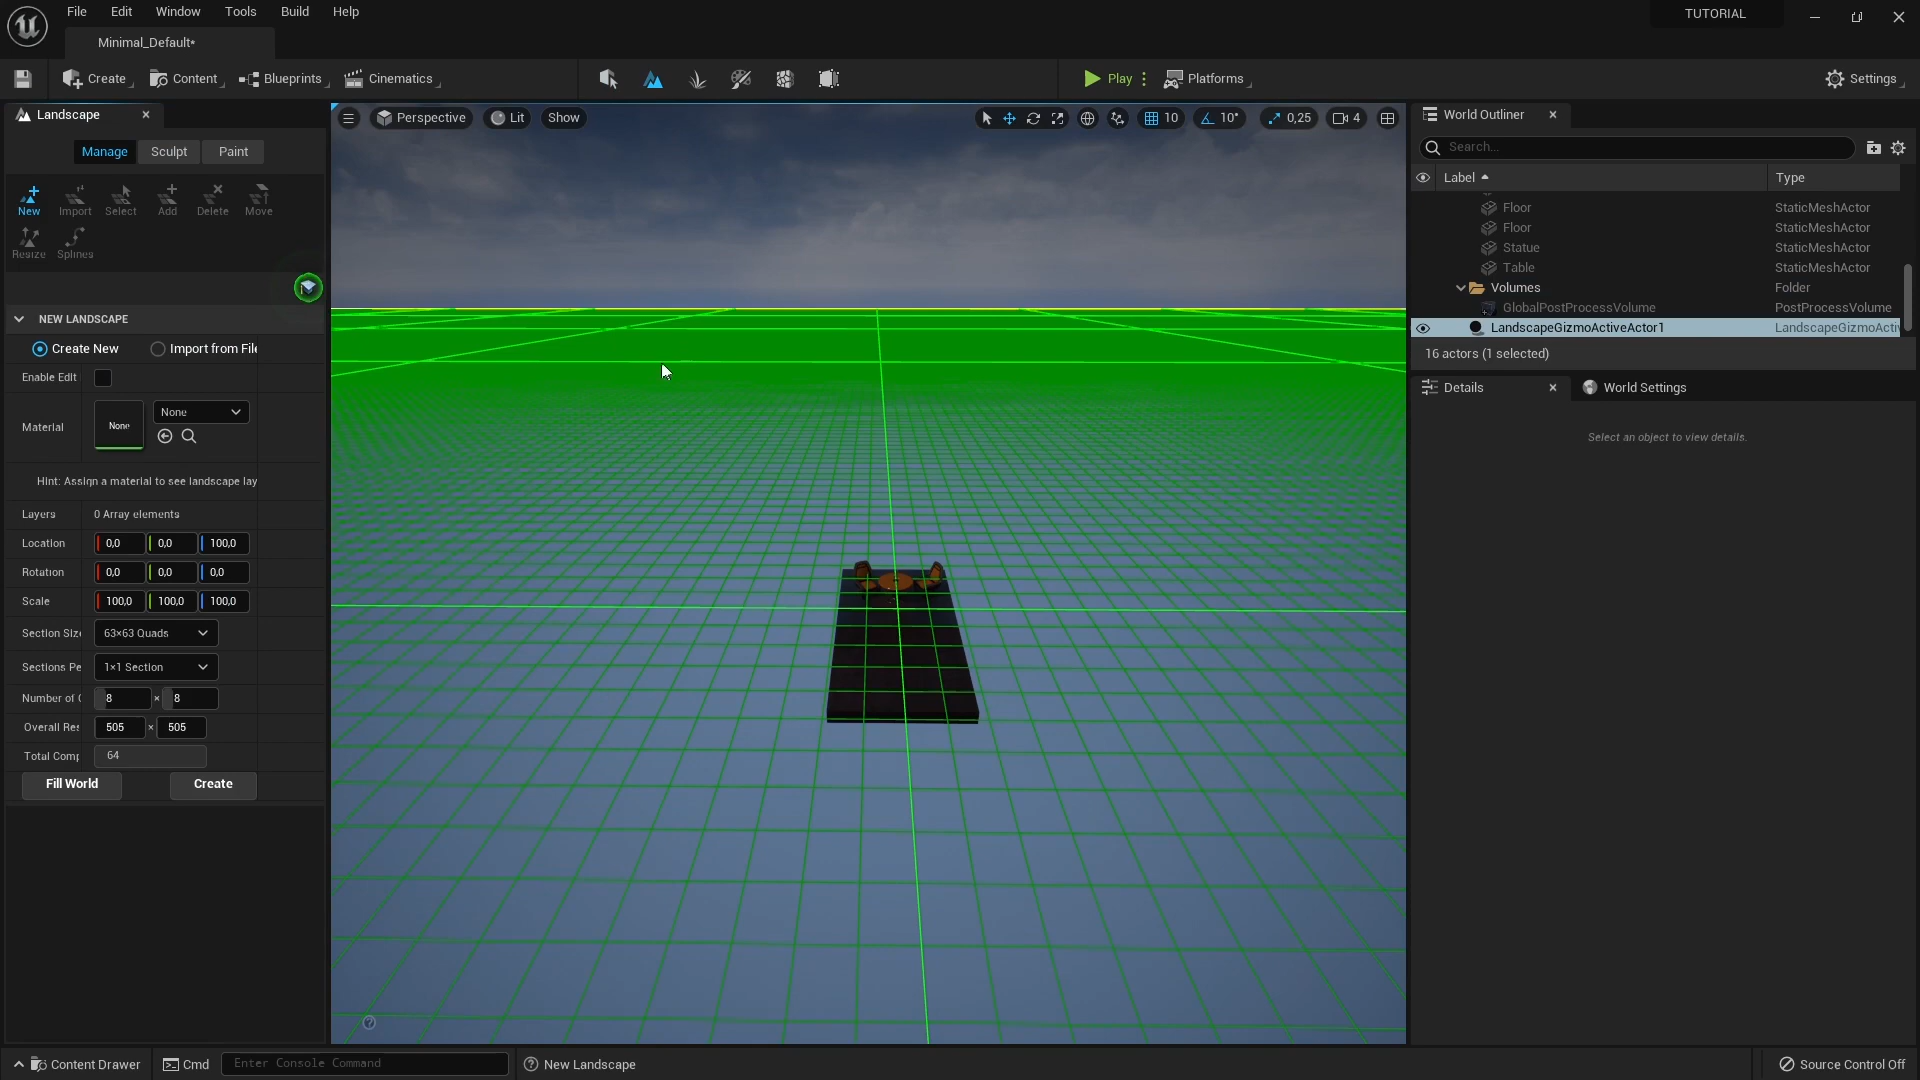 File Edit Window Tools Build Help
TUTORIAL
Minimal_Default*
Create Content Blueprints Cinematics
Play Platforms
Settings
Landscape
Perspective Lit Show
10 10° 0,25 4
World Outliner
Manage Sculpt Paint
Search...
Label Type
New Import Select Add Delete Move
Resize Splines
Floor StaticMeshActor
Floor StaticMeshActor
Statue StaticMeshActor
Table StaticMeshActor
Volumes Folder
GlobalPostProcessVolume PostProcessVolume
LandscapeGizmoActiveActor1 LandscapeGizmoActiv
16 actors (1 selected)
Details World Settings
Select an object to view details.
NEW LANDSCAPE
Create New Import from File
Enable Edit
Material None None
Hint: Assign a material to see landscape lay
Layers 0 Array elements
Location 0,0 0,0 100,0
Rotation 0,0 0,0 0,0
Scale 100,0 100,0 100,0
Section Size 63×63 Quads
Sections Pe 1×1 Section
Number of C 8 × 8
Overall Res 505 × 505
Total Comp 64
Fill World Create
Content Drawer Cmd Enter Console Command New Landscape Source Control Off